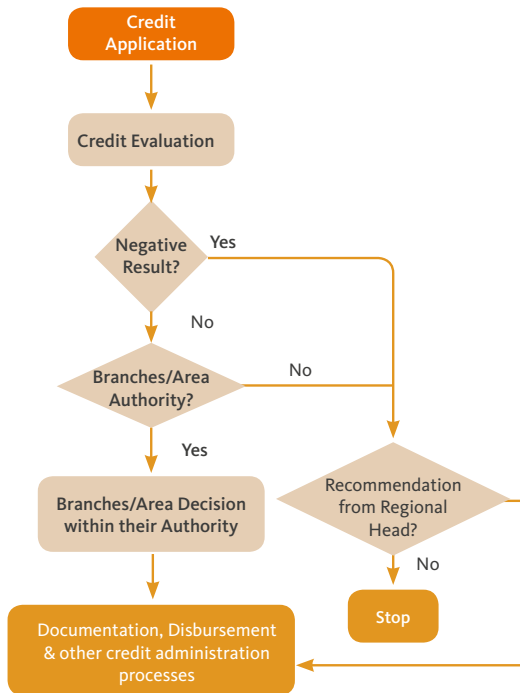 Credit
Application
Credit Evaluation
Negative
Result?
Yes
No
Branches/Area
Authority?
No
Yes
Branches/Area Decision
within their Authority
Recommendation
from Regional
Head?
No
Stop
Documentation, Disbursement
& other credit administration
processes